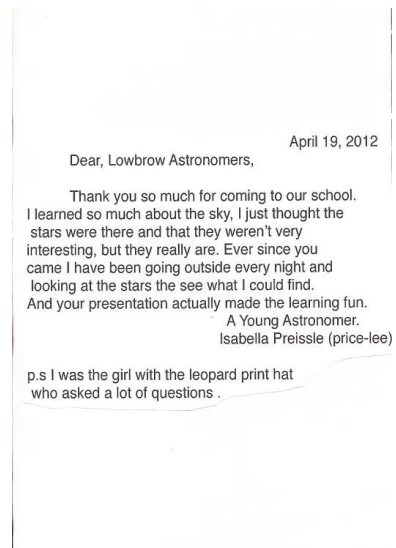 April 19, 2012
Dear, Lowbrow Astronomers,
Thank you so much for coming to our school.
I learned so much about the sky, I just thought the
stars were there and that they weren't very
interesting, but they really are. Ever since you
came I have been going outside every night and
looking at the stars the see what I could find.
And your presentation actually made the learning fun.
A Young Astronomer.
Isabella Preissle (price-lee)
p.s I was the girl with the leopard print hat
who asked a lot of questions .